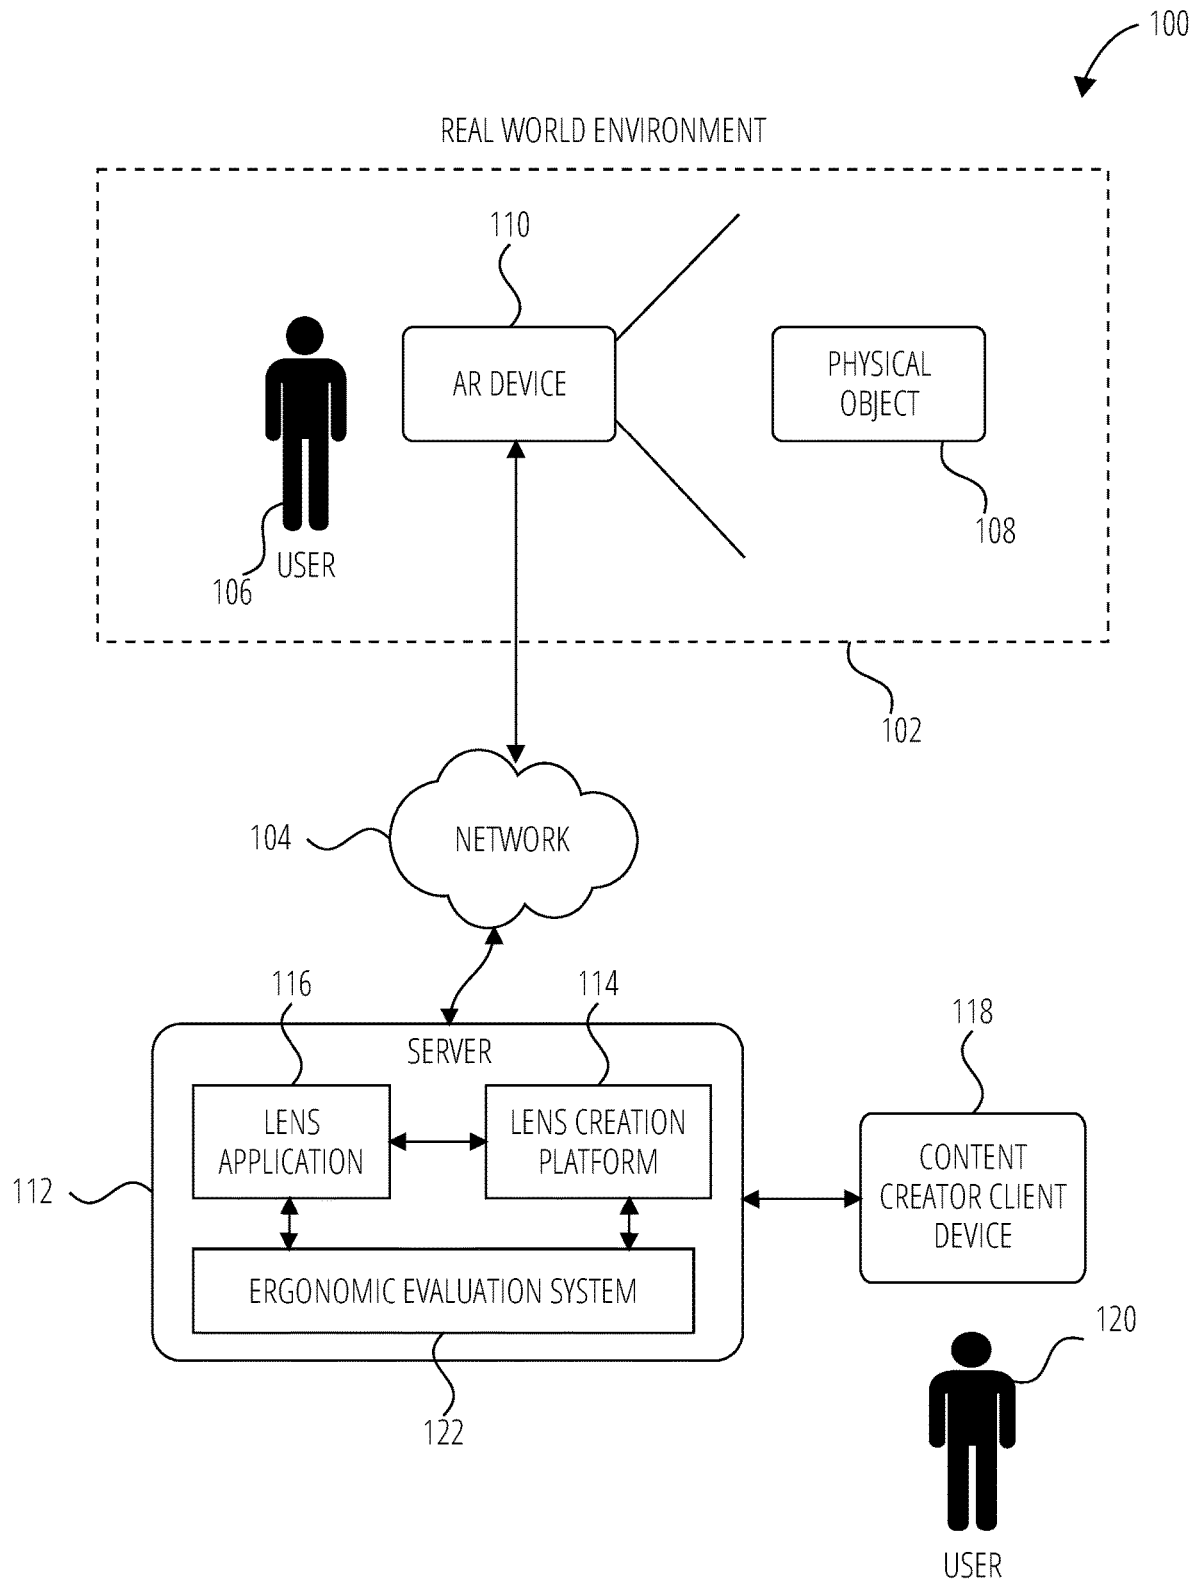 100
REAL WORLD ENVIRONMENT
110
AR DEVICE
PHYSICAL
OBJECT
108
USER
106
102
104
NETWORK
116
114
118
SERVER
LENS
APPLICATION
LENS CREATION
PLATFORM
CONTENT
CREATOR CLIENT
DEVICE
112
ERGONOMIC EVALUATION SYSTEM
120
122
USER